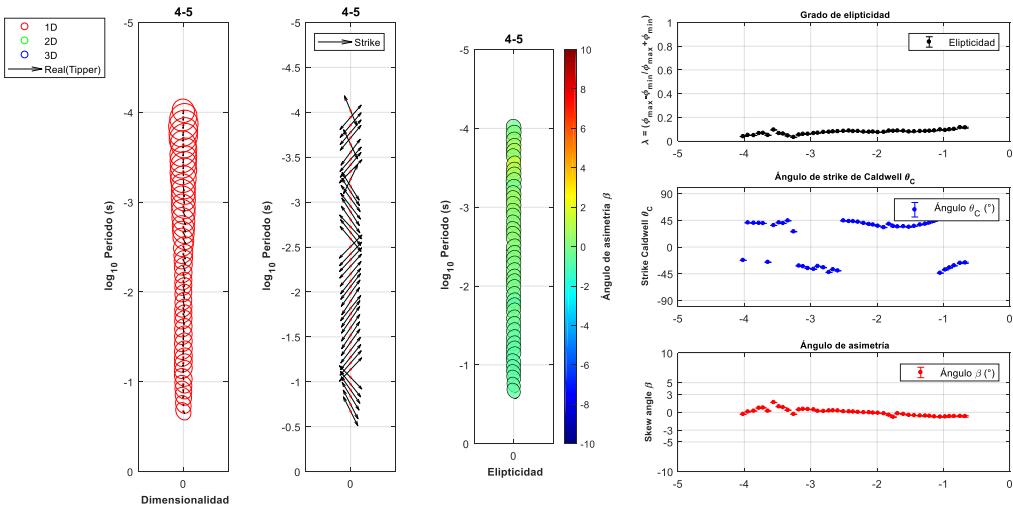 1D
2D
3D
Real(Tipper)
4-5
-5
-4
-3
-2
-1
0
log10 Periodo (s)
0
Dimensionalidad
4-5
Strike
-5
-4.5
-4
-3.5
-3
-2.5
-2
-1.5
-1
-0.5
0
log10 Periodo (s)
0
4-5
-5
-4
-3
-2
-1
0
log10 Periodo (s)
0
Elipticidad
10
8
6
4
2
0
-2
-4
-6
-8
-10
Ángulo de asimetría β
Grado de elipticidad
Elipticidad
1
0.8
0.6
0.4
0.2
0
λ = (ϕmax-ϕmin/ϕmax+ϕmin)
-5 -4 -3 -2 -1 0
Ángulo de strike de Caldwell θC
Ángulo θC (°)
90
45
0
-45
-90
Strike Caldwell θC
-5 -4 -3 -2 -1 0
Ángulo de asimetría
Ángulo β (°)
10
5
3
0
-3
-5
-10
Skew angle β
-5 -4 -3 -2 -1 0